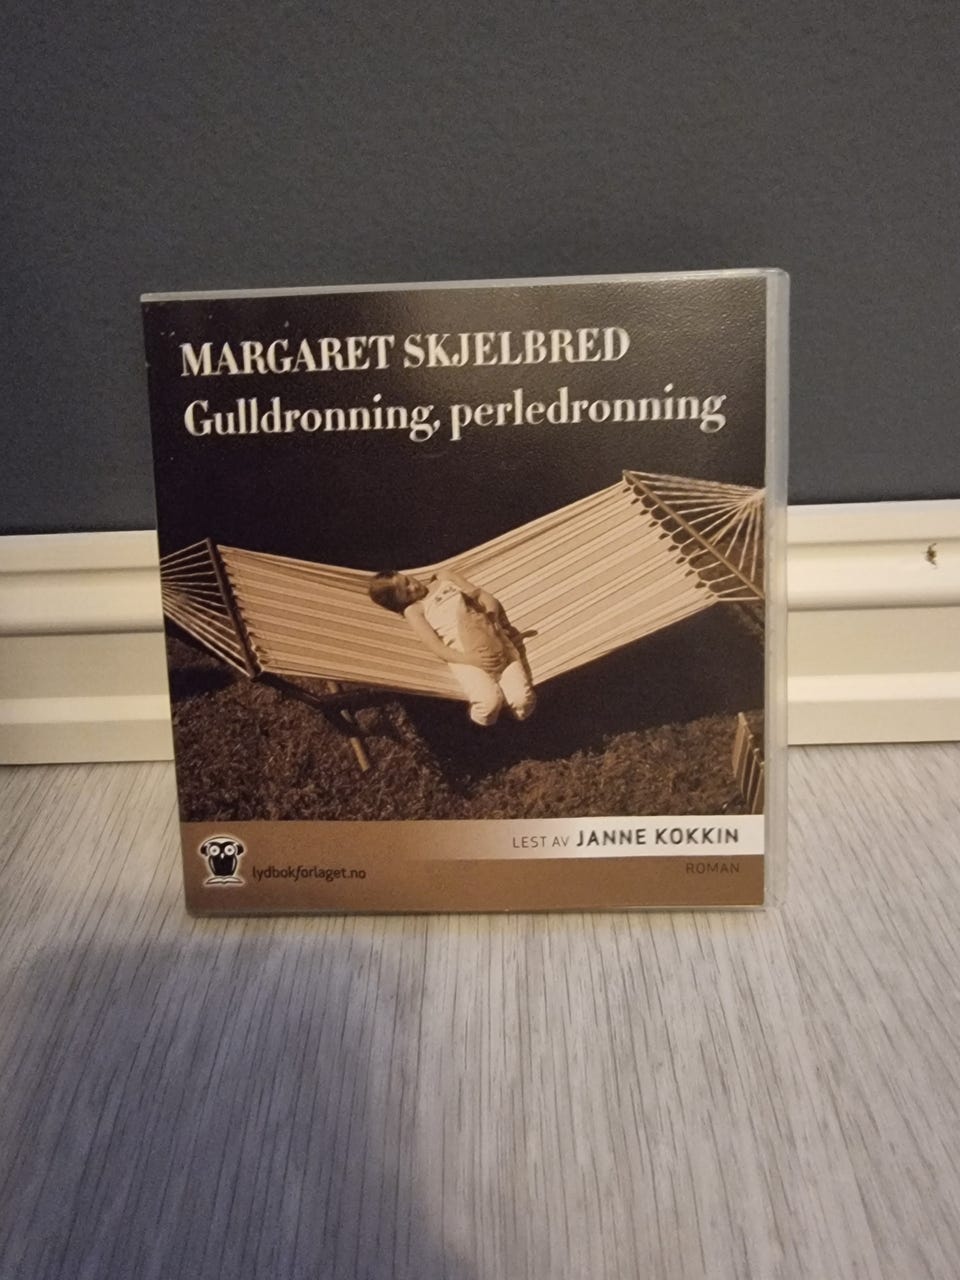 MARGARET SKJELBRED
Gulldronning, perledronning
LEST AV JANNE KOKKIN
ROMAN
lydbokforlaget.no